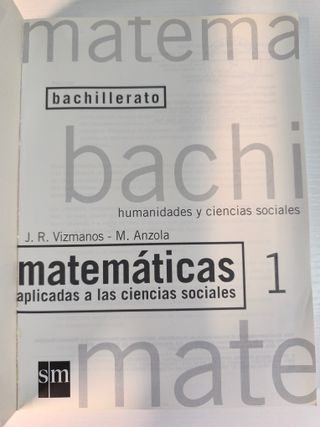 matema
bachillerato
bachi
humanidades y ciencias sociales
J. R. Vizmanos - M. Anzola
matemáticas 1
aplicadas a las ciencias sociales
mate
sm